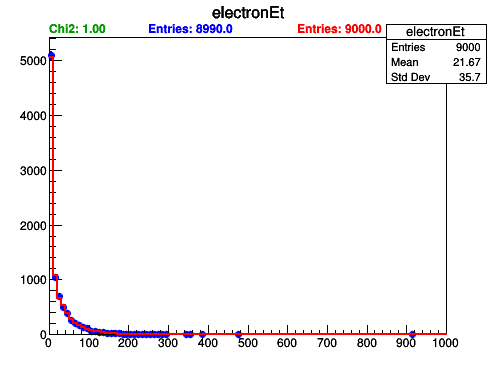 electronEt
Chi2: 1.00 Entries: 8990.0 Entries: 9000.0
electronEt
Entries 9000
Mean 21.67
Std Dev 35.7
5000
4000
3000
2000
1000
0
0 100 200 300 400 500 600 700 800 900 1000